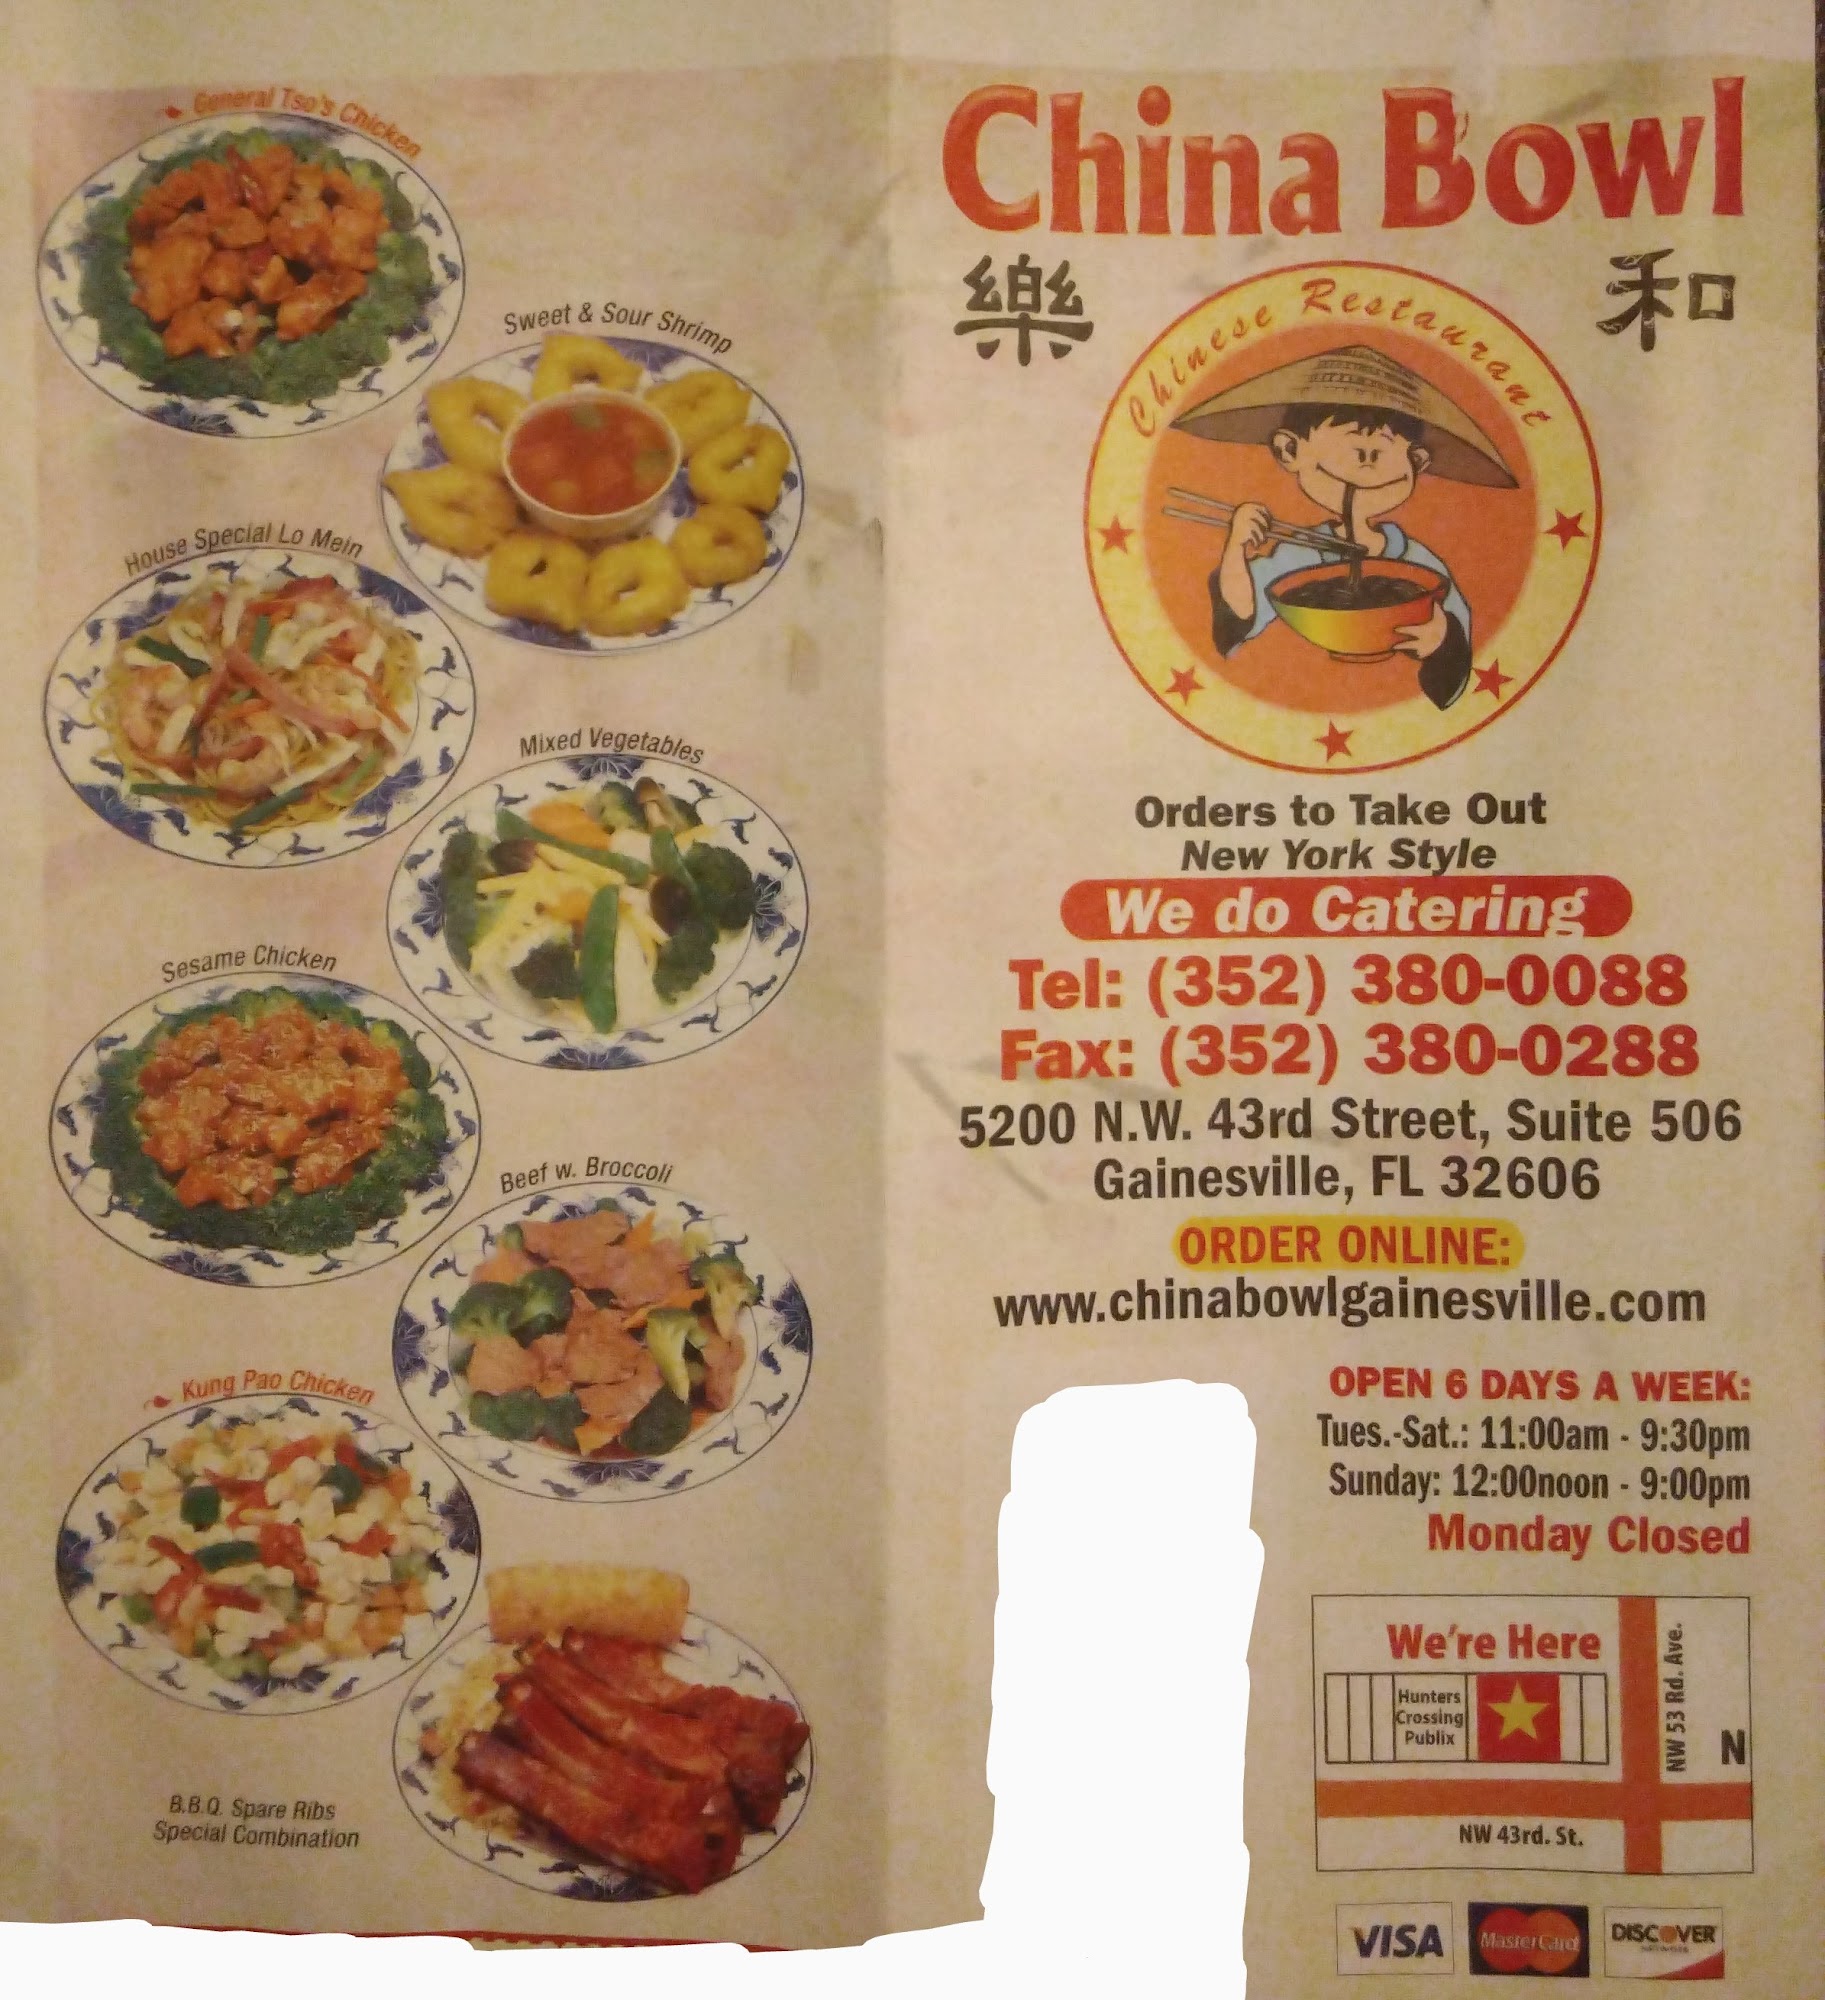 General Tso's Chicken
Sweet & Sour Shrimp
House Special Lo Mein
Mixed Vegetables
Sesame Chicken
Beef w. Broccoli
Kung Pao Chicken
B.B.Q. Spare Ribs
Special Combination
China Bowl
樂 和
Chinese Restaurant
Orders to Take Out
New York Style
We do Catering
Tel: (352) 380-0088
Fax: (352) 380-0288
5200 N.W. 43rd Street, Suite 506
Gainesville, FL 32606
ORDER ONLINE:
www.chinabowlgainesville.com
OPEN 6 DAYS A WEEK:
Tues.-Sat.: 11:00am - 9:30pm
Sunday: 12:00noon - 9:00pm
Monday Closed
We're Here
Hunters
Crossing
Publix
NW 53 Rd. Ave.
N
NW 43rd. St.
VISA
MasterCard
DISCOVER